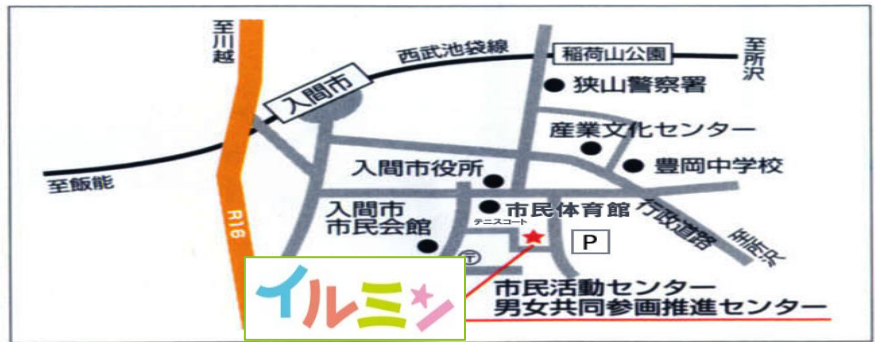 至川越
西武池袋線
稲荷山公園
至所沢
入間市
狭山警察署
産業文化センター
至飯能
入間市役所
豊岡中学校
R16
入間市
市民会館
市民体育館
テニスコート
行政道路
至所沢
P
〒
イルミン
市民活動センター
男女共同参画推進センター